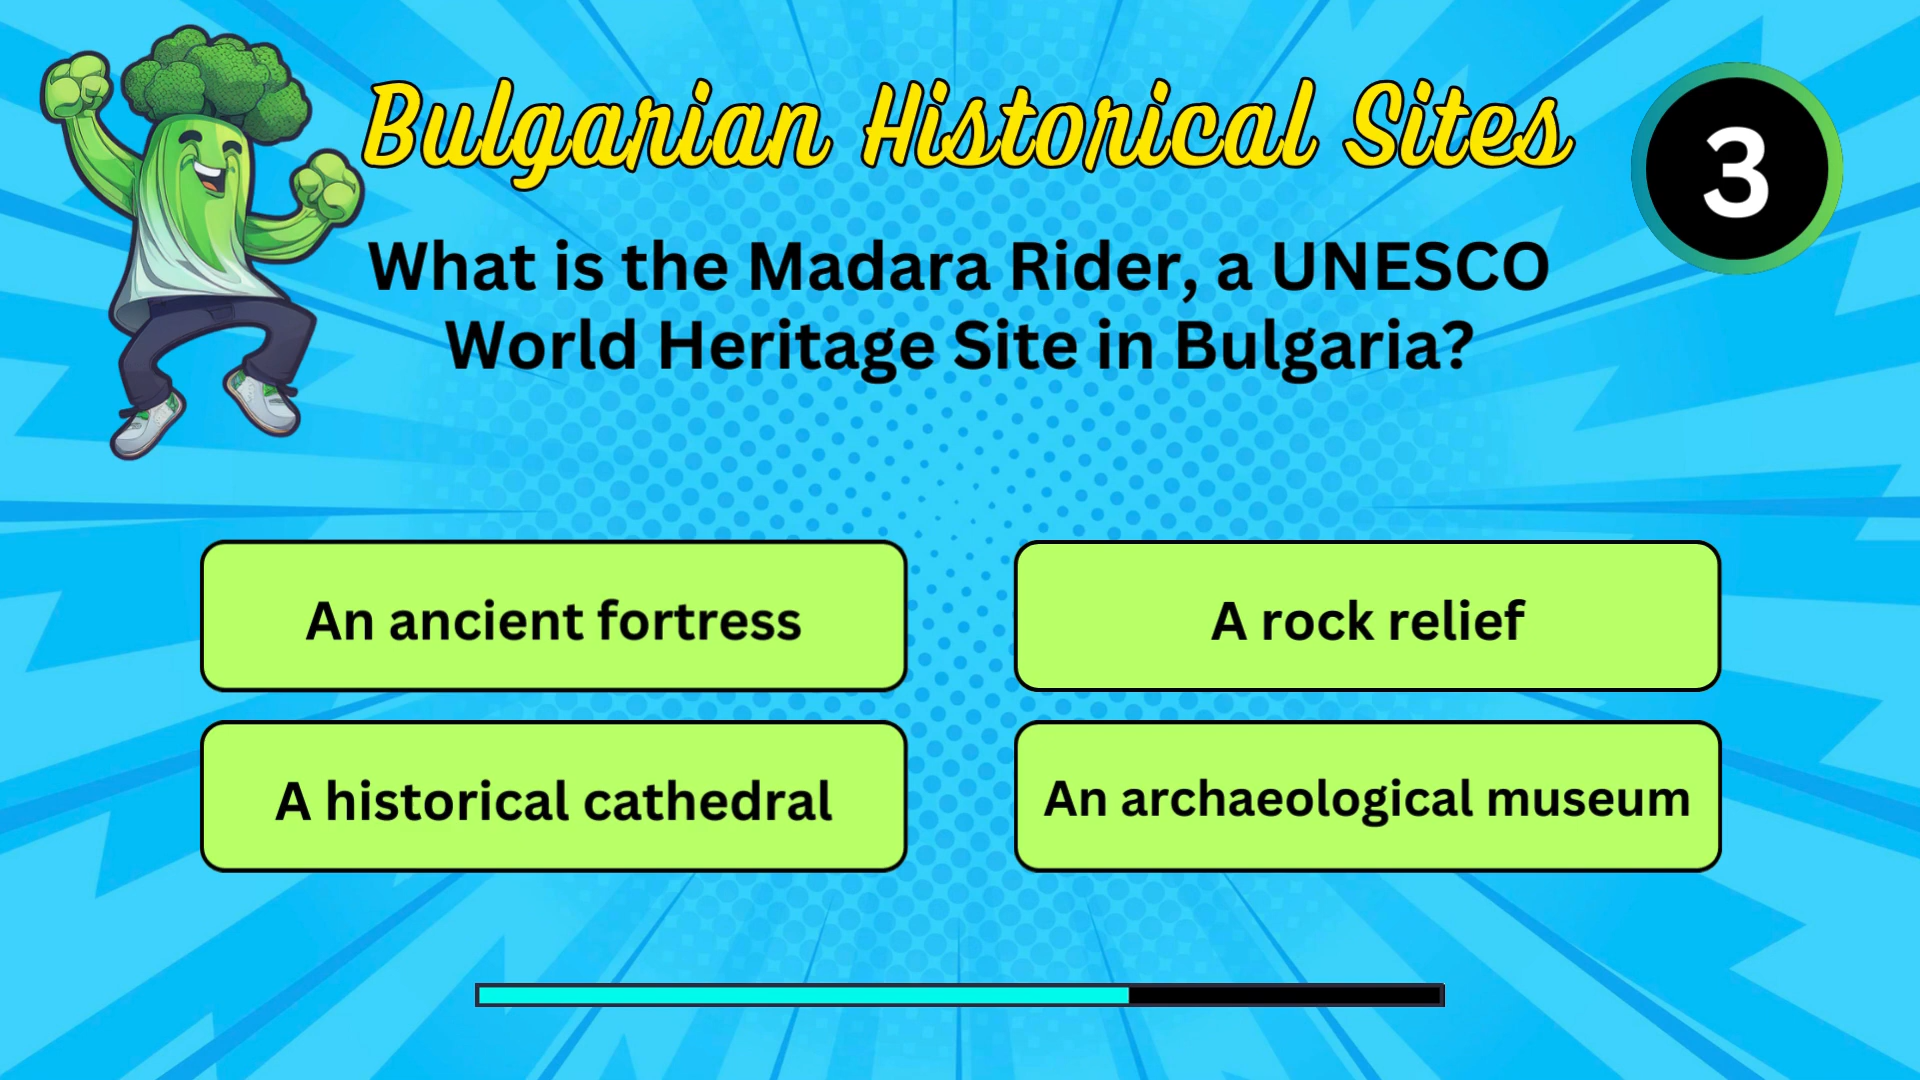 Bulgarian Historical Sites
3
What is the Madara Rider, a UNESCO
World Heritage Site in Bulgaria?
An ancient fortress
A rock relief
A historical cathedral
An archaeological museum